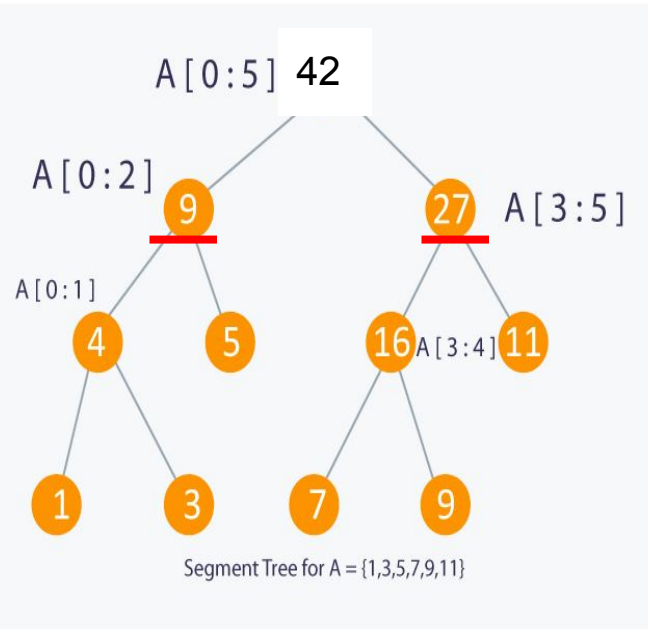 A[0:5] 42
A[0:2] 9 27 A[3:5]
A[0:1]
4 5 16 A[3:4] 11
1 3 7 9
Segment Tree for A = {1,3,5,7,9,11}